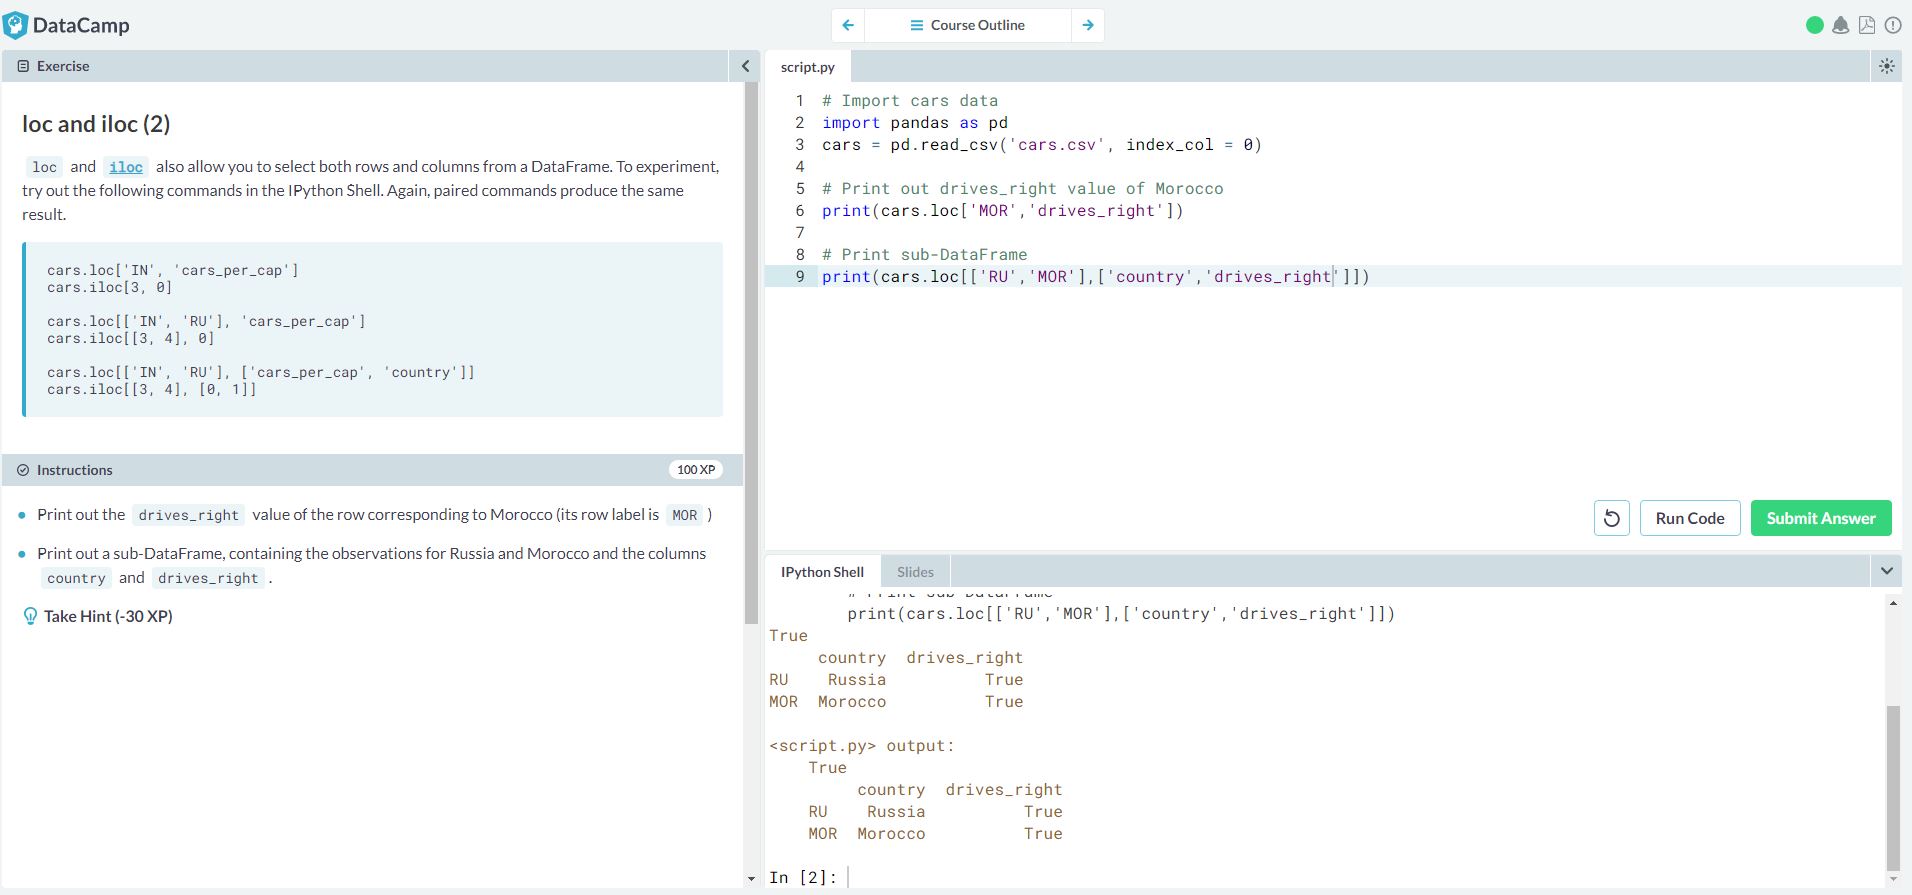 DataCamp
Course Outline
Exercise
loc and iloc (2)
loc and iloc also allow you to select both rows and columns from a DataFrame. To experiment,
try out the following commands in the IPython Shell. Again, paired commands produce the same
result.
cars.loc['IN', 'cars_per_cap']
cars.iloc[3, 0]
cars.loc[['IN', 'RU'], 'cars_per_cap']
cars.iloc[[3, 4], 0]
cars.loc[['IN', 'RU'], ['cars_per_cap', 'country']]
cars.iloc[[3, 4], [0, 1]]
Instructions
100 XP
Print out the drives_right value of the row corresponding to Morocco (its row label is MOR )
Print out a sub-DataFrame, containing the observations for Russia and Morocco and the columns
country and drives_right .
Take Hint (-30 XP)
script.py
1 # Import cars data
2 import pandas as pd
3 cars = pd.read_csv('cars.csv', index_col = 0)
4
5 # Print out drives_right value of Morocco
6 print(cars.loc['MOR','drives_right'])
7
8 # Print sub-DataFrame
9 print(cars.loc[['RU','MOR'],['country','drives_right']])
Run Code
Submit Answer
IPython Shell
Slides
# Print sub-DataFrame
print(cars.loc[['RU','MOR'],['country','drives_right']])
True
country drives_right
RU Russia True
MOR Morocco True
<script.py> output:
True
country drives_right
RU Russia True
MOR Morocco True
In [2]: